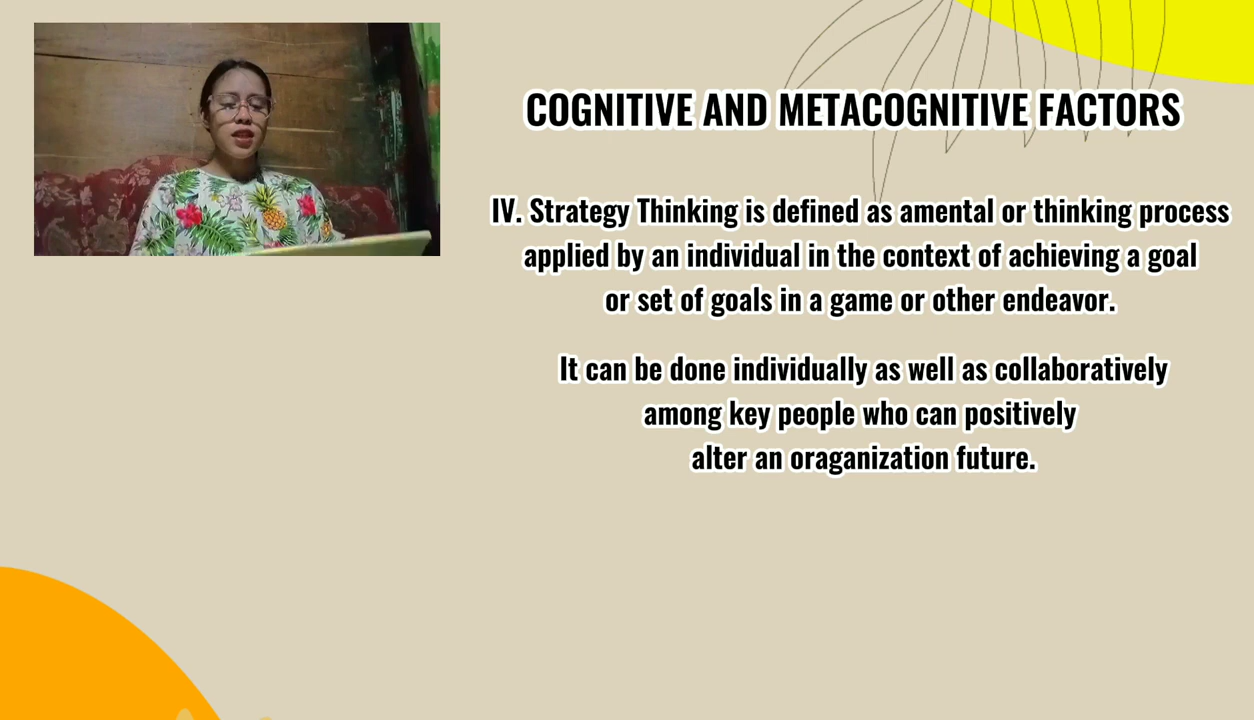 COGNITIVE AND METACOGNITIVE FACTORS
IV. Strategy Thinking is defined as amental or thinking process
applied by an individual in the context of achieving a goal
or set of goals in a game or other endeavor.
It can be done individually as well as collaboratively
among key people who can positively
alter an oraganization future.